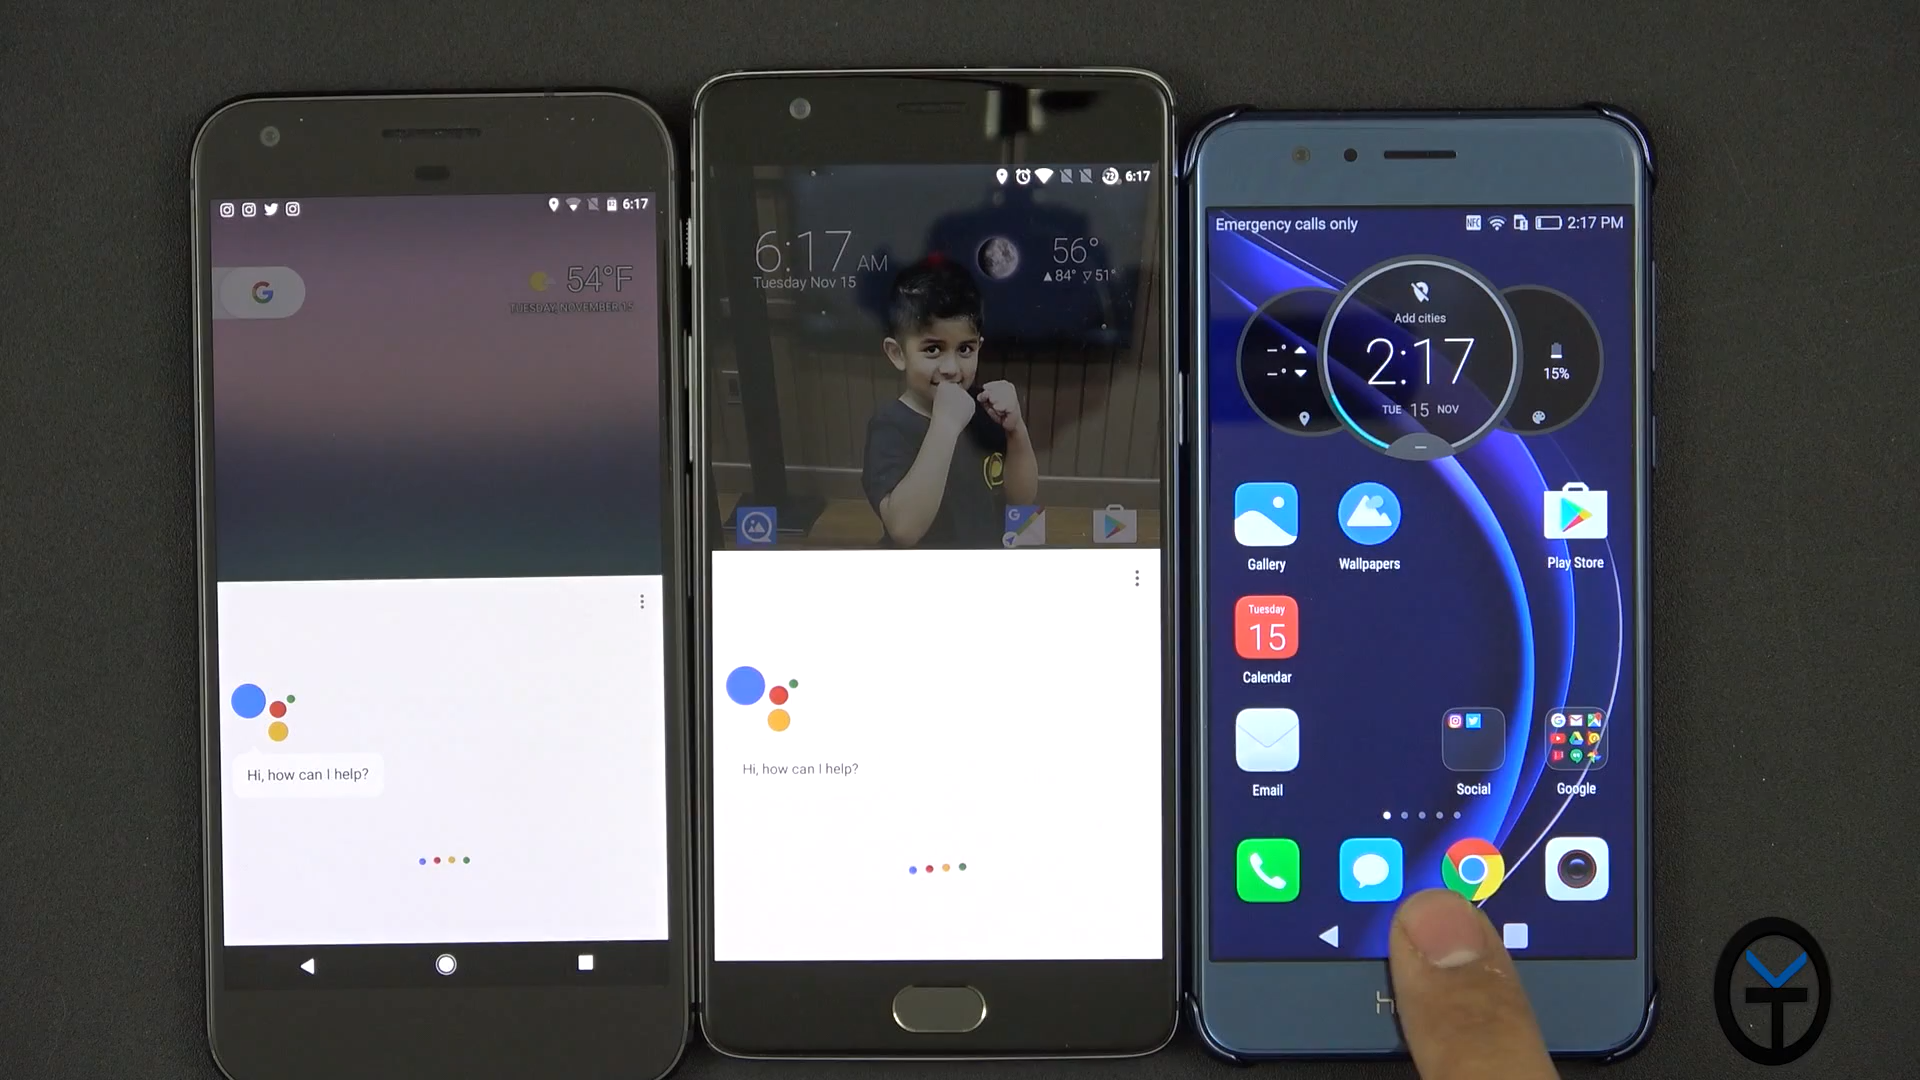 6:17
54°F
TUESDAY, NOVEMBER 15
Hi, how can I help?
72
6:17
6:17 AM
Tuesday Nov 15
56°
84° 51°
G
Hi, how can I help?
Emergency calls only
NFC
2:17 PM
Add cities
2:17
TUE 15 NOV
15%
Gallery
Wallpapers
Play Store
Tuesday
15
Calendar
Email
Social
Google